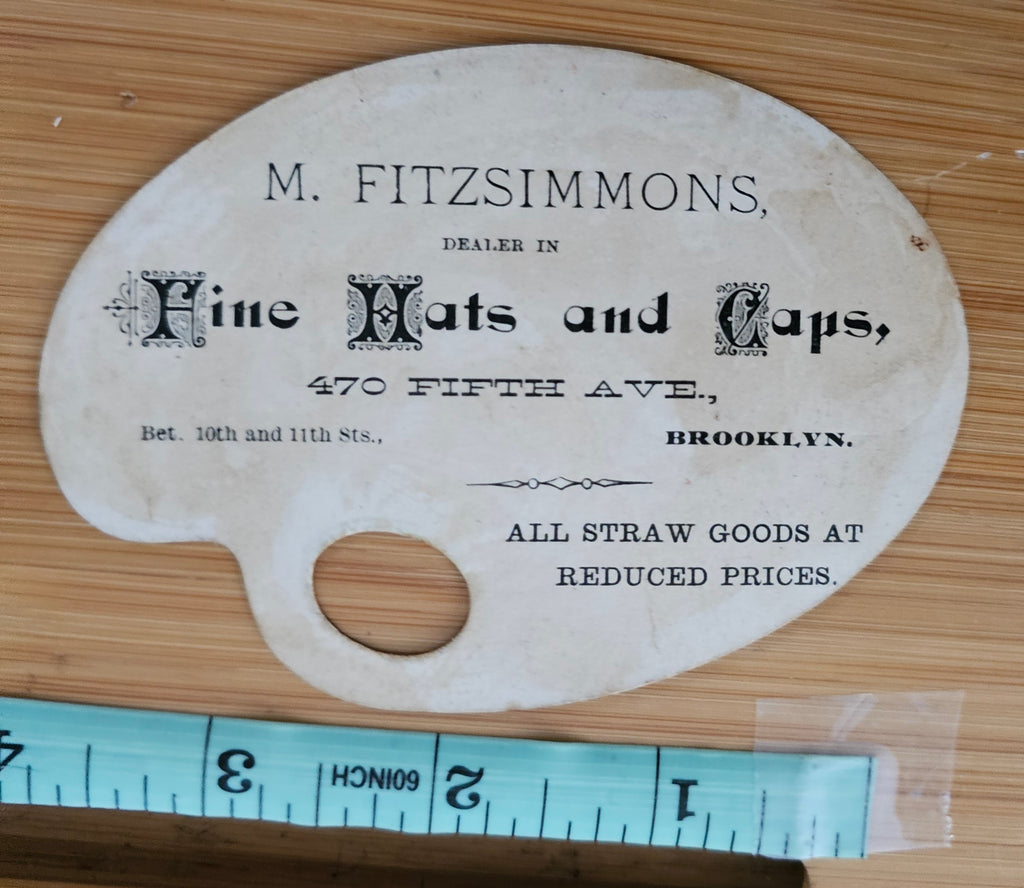 M. FITZSIMMONS,
DEALER IN
Fine Hats and Caps,
470 FIFTH AVE.,
Bet. 10th and 11th Sts., BROOKLYN.
ALL STRAW GOODS AT
REDUCED PRICES.
4 3 60INCH 2 1